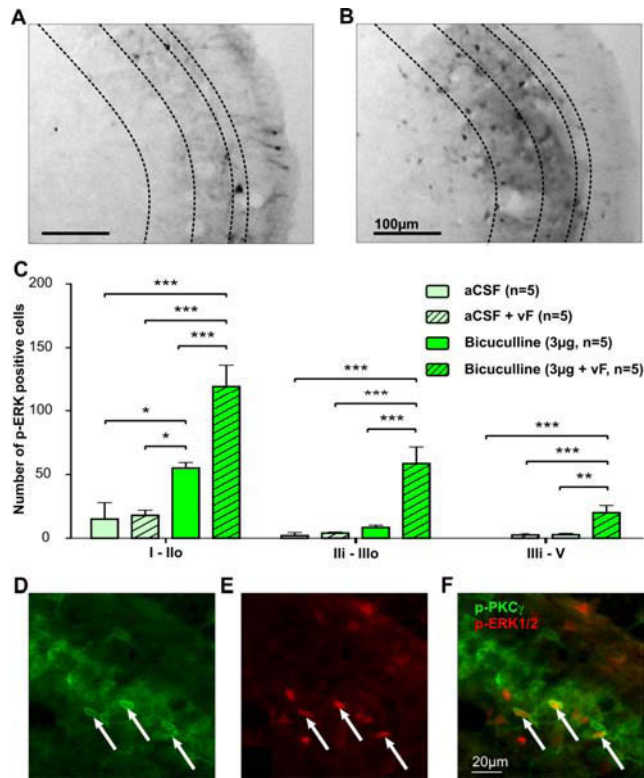 A
B
100µm
C
Number of p-ERK positive cells
200
150
100
50
0
***
***
***
*
*
***
***
***
***
***
**
aCSF (n=5)
aCSF + vF (n=5)
Bicuculline (3µg, n=5)
Bicuculline (3µg + vF, n=5)
I - IIo
IIi - IIIo
IIIi - V
D
E
F
p-PKCγ
p-ERK1/2
20µm